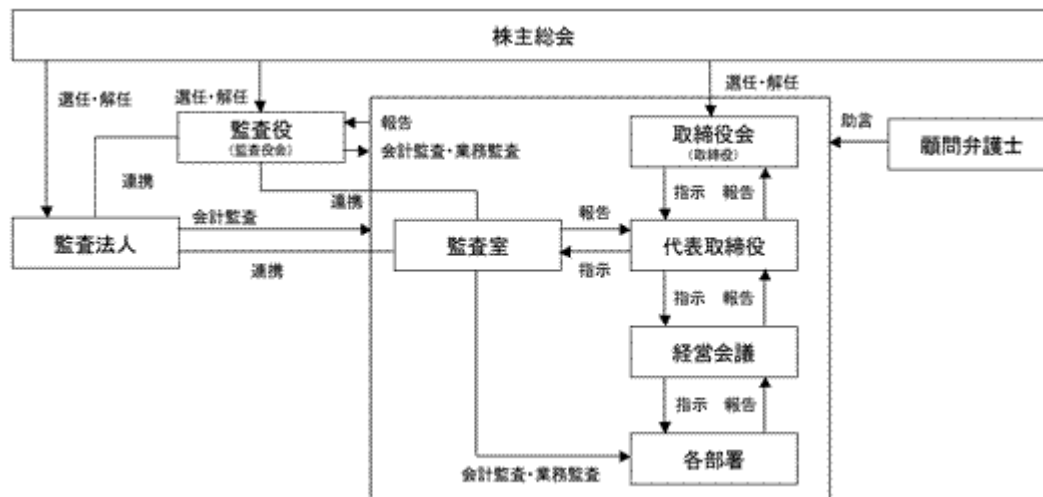 株主総会
選任・解任
選任・解任
選任・解任
監査役
(監査役会)
報告
会計監査・業務監査
取締役会
(取締役)
助言
顧問弁護士
連携
連携
指示 報告
監査法人
会計監査
監査室
報告
代表取締役
連携
指示
指示 報告
経営会議
指示 報告
各部署
会計監査・業務監査